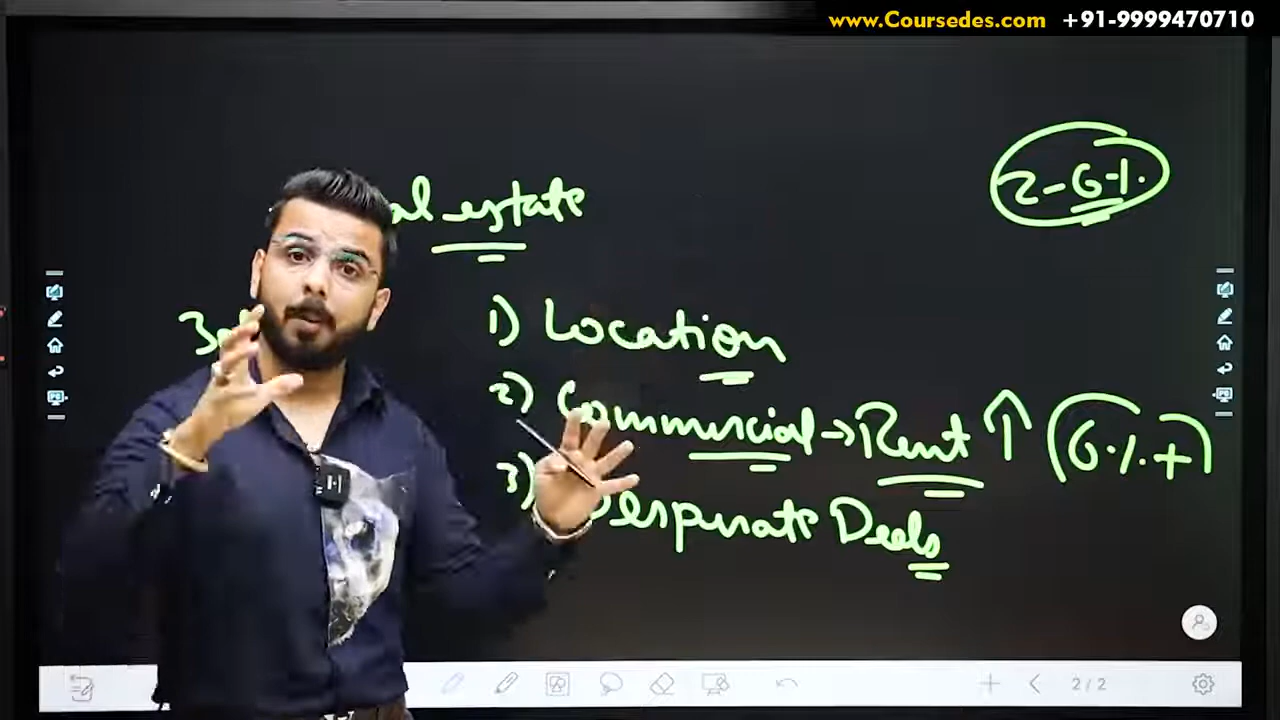 www.Coursedes.com +91-9999470710
2-6%.
estate
1) Location
2) Commercial → Rent ↑ (6%+)
3) Desperate Deals
2/2